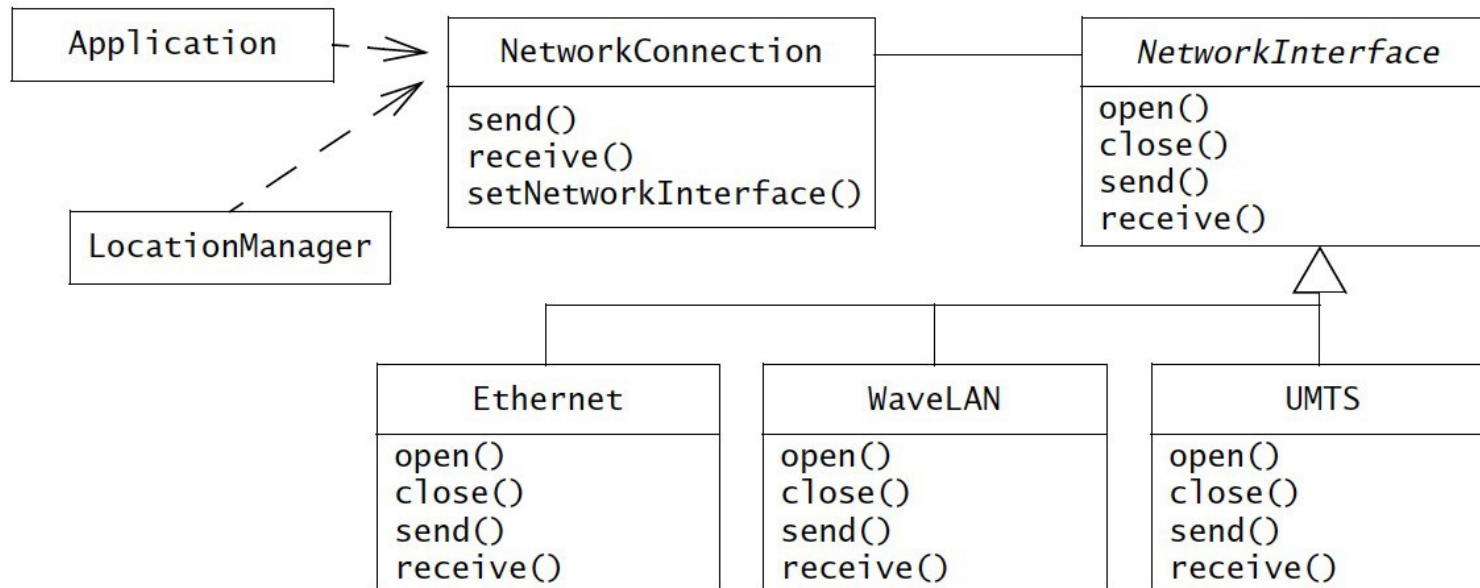 Application
NetworkConnection
send()
receive()
setNetworkInterface()
NetworkInterface
open()
close()
send()
receive()
LocationManager
Ethernet
open()
close()
send()
receive()
WaveLAN
open()
close()
send()
receive()
UMTS
open()
close()
send()
receive()